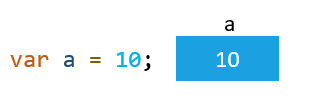 a
var a = 10;
10